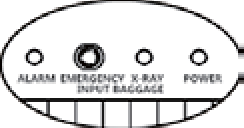 ALARM EMERGENCY X-RAY POWER
INPUT BAGGAGE